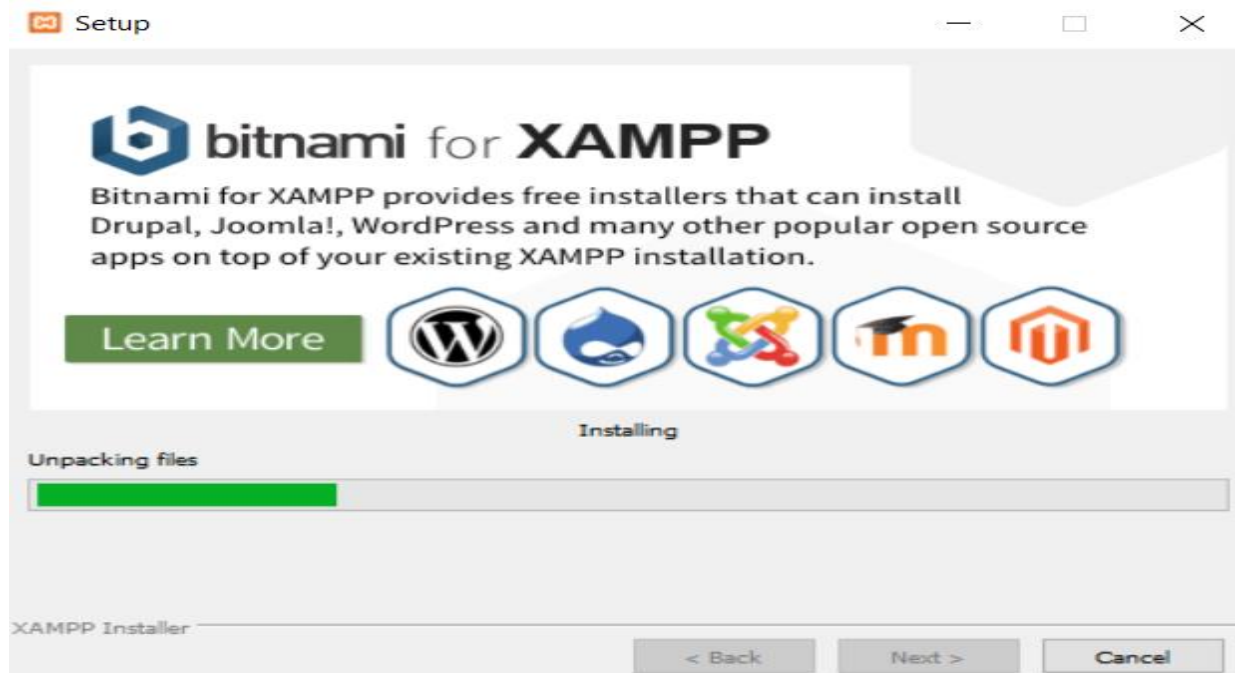 Setup
bitnami for XAMPP
Bitnami for XAMPP provides free installers that can install
Drupal, Joomla!, WordPress and many other popular open source
apps on top of your existing XAMPP installation.
Learn More
Installing
Unpacking files
XAMPP Installer
< Back Next > Cancel